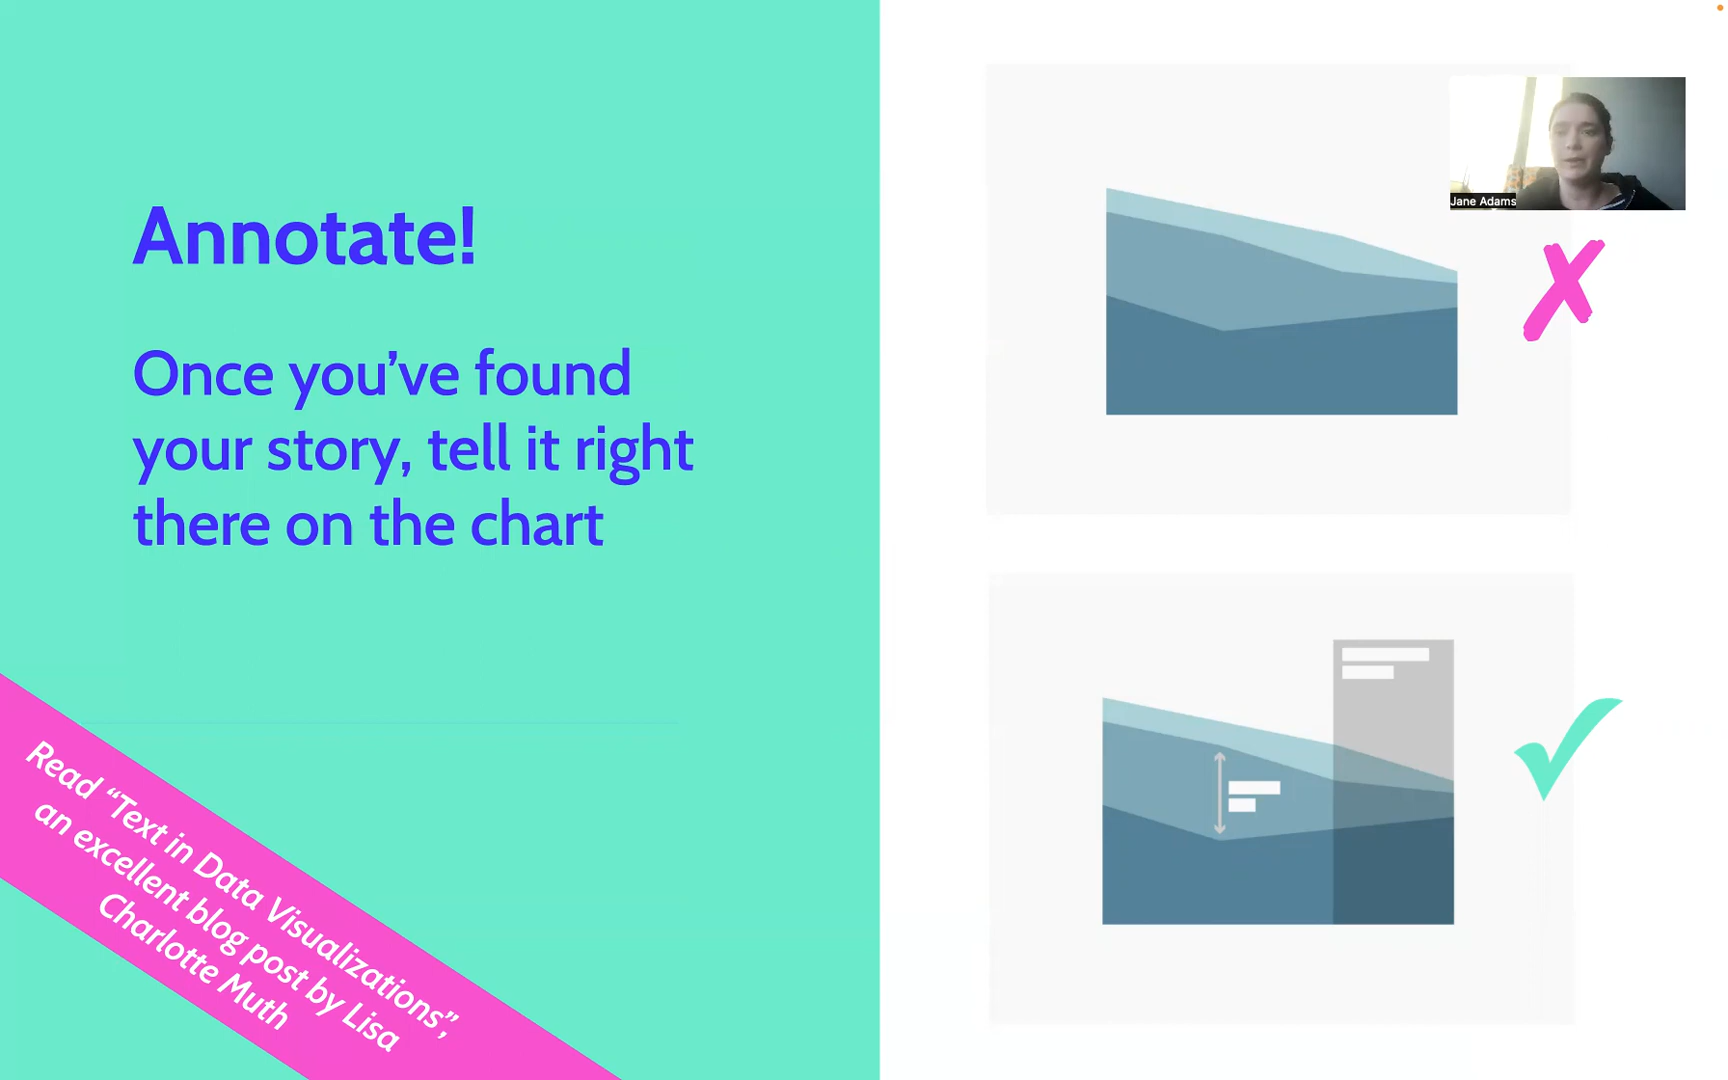 Annotate!
Once you’ve found
your story, tell it right
there on the chart
Read “Text in Data Visualizations”,
an excellent blog post by Lisa
Charlotte Muth
Jane Adams